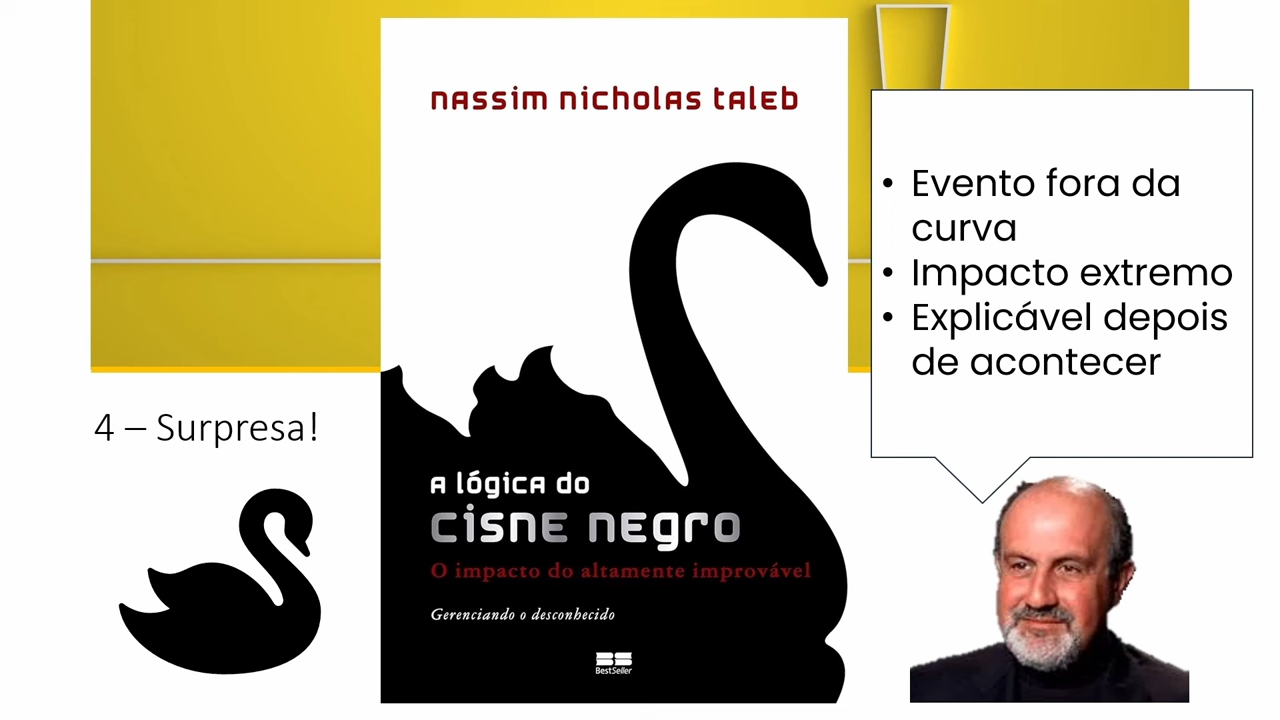 nassim nicholas taleb
• Evento fora da
curva
• Impacto extremo
• Explicável depois
de acontecer
4 – Surpresa!
a lógica do
cisne negro
O impacto do altamente improvável
Gerenciando o desconhecido
BestSeller